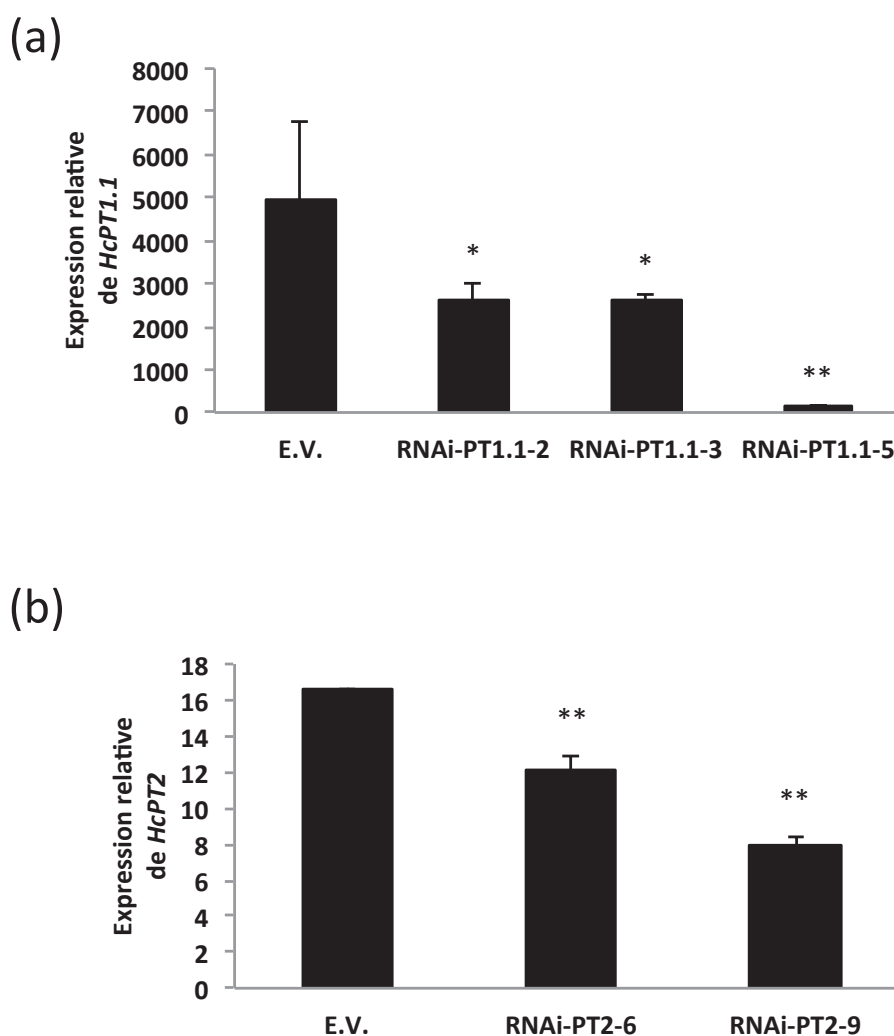 (a)
Expression relative
de HcPT1.1
8000
7000
6000
5000
4000
3000
2000
1000
0
*
*
**
E.V.
RNAi-PT1.1-2
RNAi-PT1.1-3
RNAi-PT1.1-5
(b)
Expression relative
de HcPT2
18
16
14
12
10
8
6
4
2
0
**
**
E.V.
RNAi-PT2-6
RNAi-PT2-9